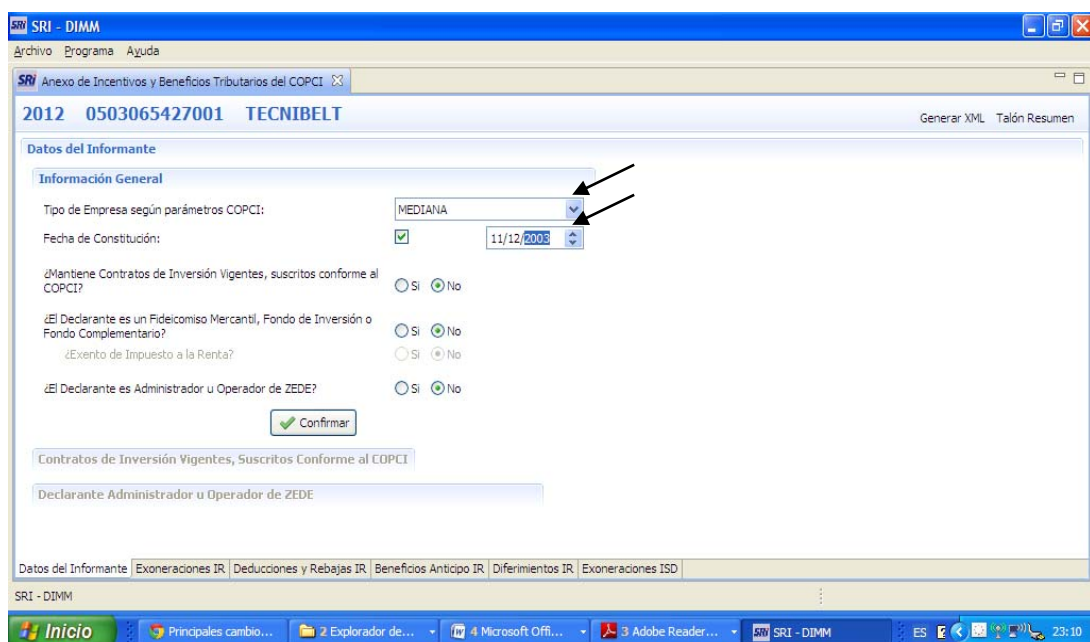 SRi SRI - DIMM
Archivo Programa Ayuda
SRi Anexo de Incentivos y Beneficios Tributarios del COPCI
2012 0503065427001 TECNIBELT Generar XML Talón Resumen
Datos del Informante
Información General
Tipo de Empresa según parámetros COPCI: MEDIANA
Fecha de Constitución: 11/12/2003
¿Mantiene Contratos de Inversión Vigentes, suscritos conforme al
COPCI? Si No
¿El Declarante es un Fideicomiso Mercantil, Fondo de Inversión o
Fondo Complementario? Si No
¿Exento de Impuesto a la Renta? Si No
¿El Declarante es Administrador u Operador de ZEDE? Si No
Confirmar
Contratos de Inversión Vigentes, Suscritos Conforme al COPCI
Declarante Administrador u Operador de ZEDE
Datos del Informante Exoneraciones IR Deducciones y Rebajas IR Beneficios Anticipo IR Diferimientos IR Exoneraciones ISD
SRI - DIMM
Inicio Principales cambio... 2 Explorador de... 4 Microsoft Offi... 3 Adobe Reader... SRi SRI - DIMM ES 23:10